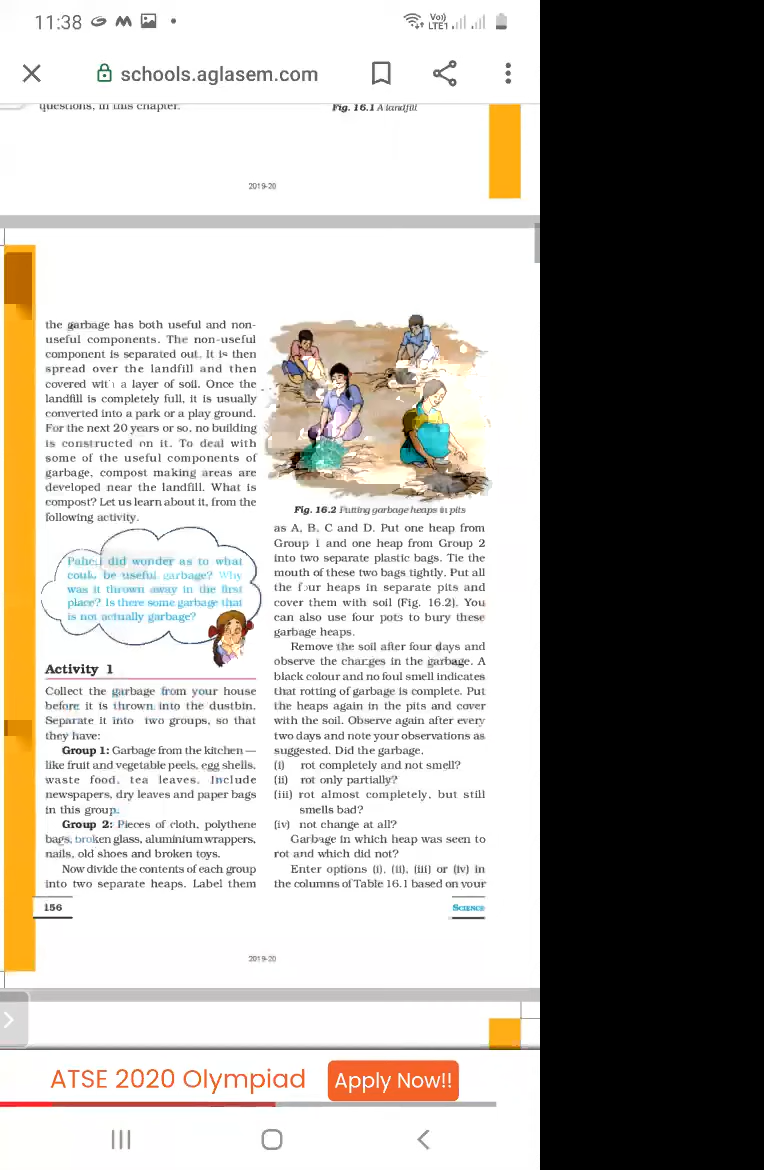 11:38
Vo)
LTE1
schools.aglasem.com
questions, in this chapter.
Fig. 16.1 A landfill
2019-20
the garbage has both useful and non-
useful components. The non-useful
component is separated out. It is then
spread over the landfill and then
covered with a layer of soil. Once the
landfill is completely full, it is usually
converted into a park or a play ground.
For the next 20 years or so, no building
is constructed on it. To deal with
some of the useful components of
garbage, compost making areas are
developed near the landfill. What is
compost? Let us learn about it, from the
following activity.
Paheli did wonder as to what
could be useful garbage? Why
was it thrown away in the first
place? Is there some garbage that
is not actually garbage?
Activity 1
Collect the garbage from your house
before it is thrown into the dustbin.
Separate it into two groups, so that
they have:
Group 1: Garbage from the kitchen —
like fruit and vegetable peels, egg shells,
waste food, tea leaves. Include
newspapers, dry leaves and paper bags
in this group.
Group 2: Pieces of cloth, polythene
bags, broken glass, aluminium wrappers,
nails, old shoes and broken toys.
Now divide the contents of each group
into two separate heaps. Label them
Fig. 16.2 Putting garbage heaps in pits
as A, B, C and D. Put one heap from
Group 1 and one heap from Group 2
into two separate plastic bags. Tie the
mouth of these two bags tightly. Put all
the four heaps in separate pits and
cover them with soil (Fig. 16.2). You
can also use four pots to bury these
garbage heaps.
Remove the soil after four days and
observe the changes in the garbage. A
black colour and no foul smell indicates
that rotting of garbage is complete. Put
the heaps again in the pits and cover
with the soil. Observe again after every
two days and note your observations as
suggested. Did the garbage,
(i) rot completely and not smell?
(ii) rot only partially?
(iii) rot almost completely, but still
smells bad?
(iv) not change at all?
Garbage in which heap was seen to
rot and which did not?
Enter options (i), (ii), (iii) or (iv) in
the columns of Table 16.1 based on your
156
SCIENCE
2019-20
ATSE 2020 Olympiad
Apply Now!!